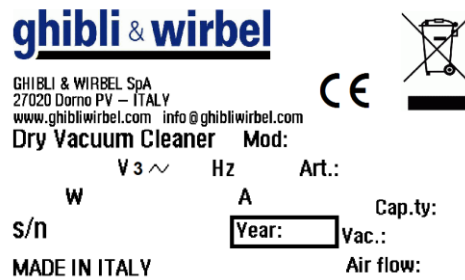 ghibli & wirbel
GHIBLI & WIRBEL SpA
27020 Dorno PV – ITALY
www.ghibliwirbel.com info@ghibliwirbel.com
CE
Dry Vacuum Cleaner Mod:
V 3 ~ Hz Art.:
W A Cap.ty:
s/n Year: Vac.:
MADE IN ITALY Air flow: